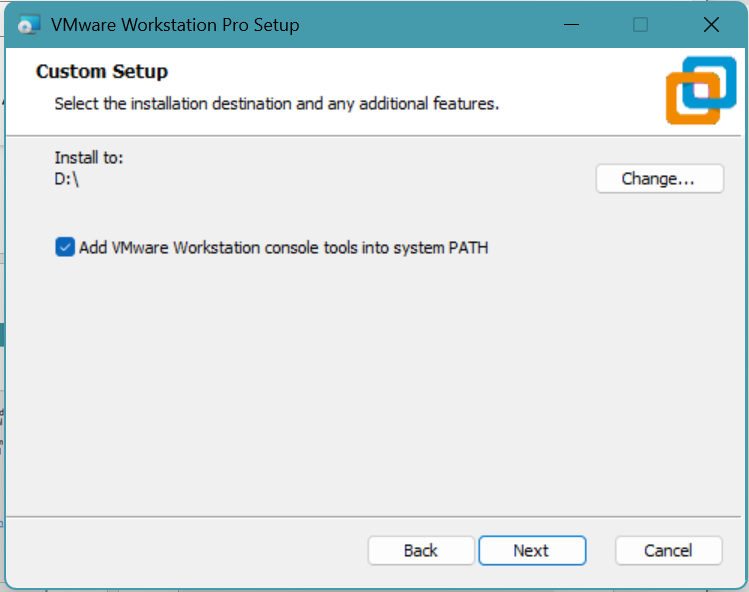 VMware Workstation Pro Setup
Custom Setup
Select the installation destination and any additional features.
Install to:
D:\
Change...
Add VMware Workstation console tools into system PATH
Back
Next
Cancel